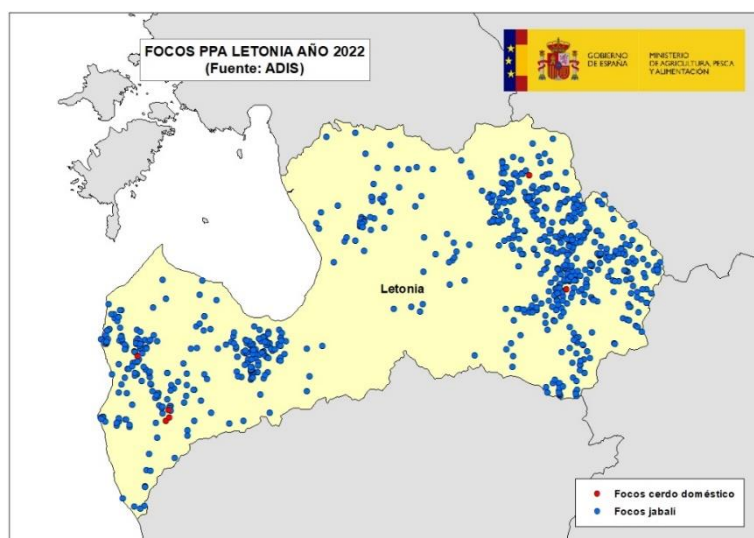 FOCOS PPA LETONIA AÑO 2022
(Fuente: ADIS)
GOBIERNO
DE ESPAÑA
MINISTERIO
DE AGRICULTURA, PESCA
Y ALIMENTACIÓN
Letonia
Focos cerdo doméstico
Focos jabalí